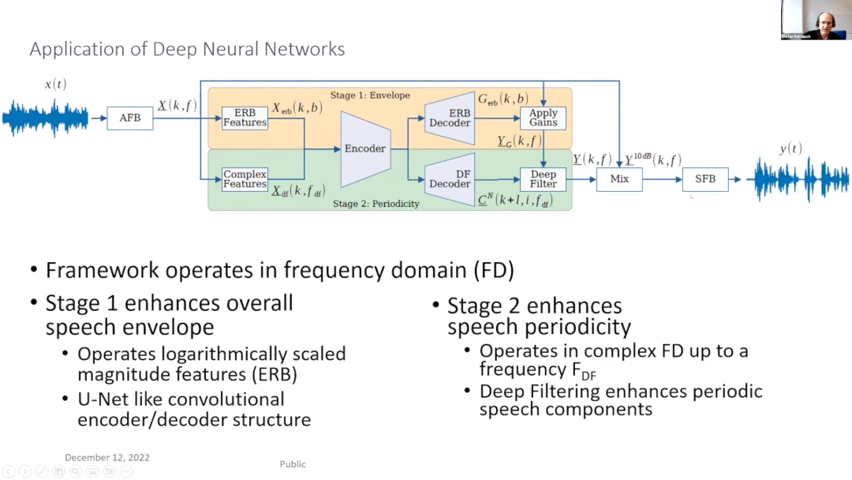 Application of Deep Neural Networks
x(t)
AFB
X(k,f)
Stage 1: Envelope
ERB
Features
X_erb(k,b)
Encoder
ERB
Decoder
G_erb(k,b)
Apply
Gains
Y_G(k,f)
Complex
Features
X_df(k,f_df)
Stage 2: Periodicity
DF
Decoder
C^N(k+l,i,f_df)
Deep
Filter
Y(k,f)
Mix
Y^10dB(k,f)
SFB
y(t)
• Framework operates in frequency domain (FD)
• Stage 1 enhances overall
speech envelope
• Operates logarithmically scaled
magnitude features (ERB)
• U-Net like convolutional
encoder/decoder structure
• Stage 2 enhances
speech periodicity
• Operates in complex FD up to a
frequency F_DF
• Deep Filtering enhances periodic
speech components
December 12, 2022
Public